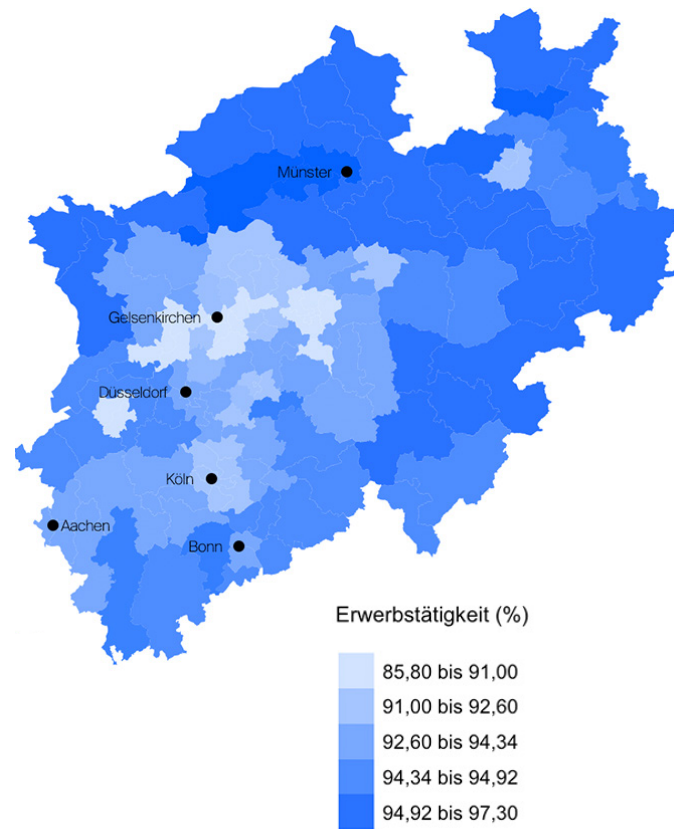 Münster
Gelsenkirchen
Düsseldorf
Köln
Aachen
Bonn
Erwerbstätigkeit (%)
85,80 bis 91,00
91,00 bis 92,60
92,60 bis 94,34
94,34 bis 94,92
94,92 bis 97,30